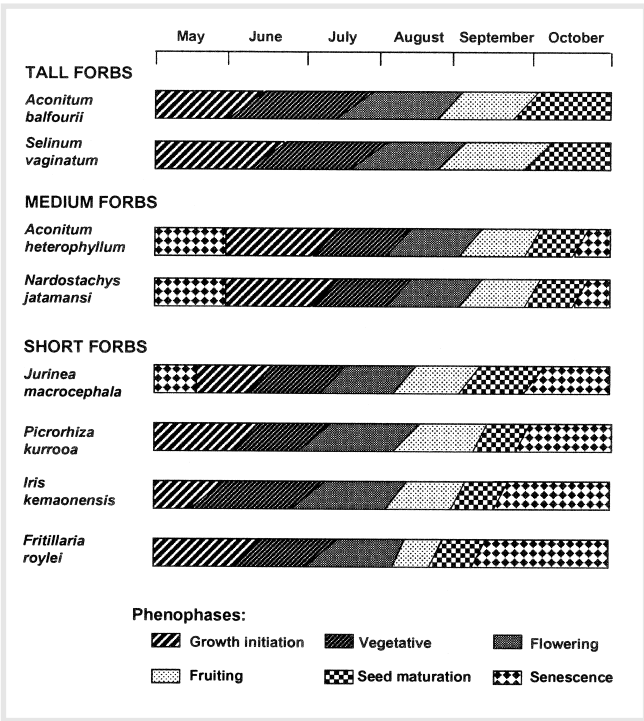 May June July August September October
TALL FORBS
Aconitum
balfourii
Selinum
vaginatum
MEDIUM FORBS
Aconitum
heterophyllum
Nardostachys
jatamansi
SHORT FORBS
Jurinea
macrocephala
Picrorhiza
kurrooa
Iris
kemaonensis
Fritillaria
roylei
Phenophases:
Growth initiation Vegetative Flowering
Fruiting Seed maturation Senescence